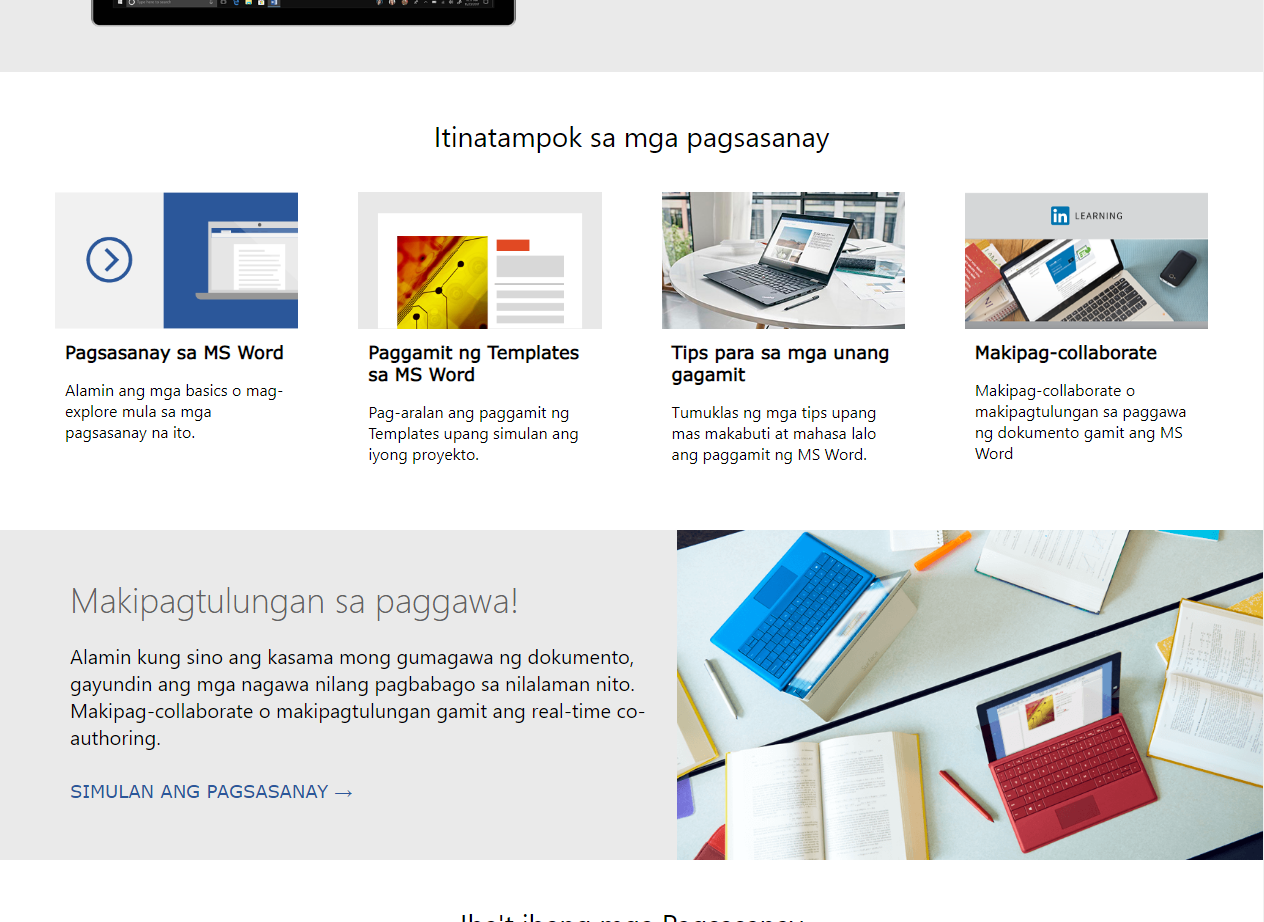 Itinatampok sa mga pagsasanay
in LEARNING
Pagsasanay sa MS Word
Alamin ang mga basics o mag-
explore mula sa mga
pagsasanay na ito.
Paggamit ng Templates
sa MS Word
Pag-aralan ang paggamit ng
Templates upang simulan ang
iyong proyekto.
Tips para sa mga unang
gagamit
Tumuklas ng mga tips upang
mas makabuti at mahasa lalo
ang paggamit ng MS Word.
Makipag-collaborate
Makipag-collaborate o
makipagtulungan sa paggawa
ng dokumento gamit ang MS
Word
Makipagtulungan sa paggawa!
Alamin kung sino ang kasama mong gumagawa ng dokumento,
gayundin ang mga nagawa nilang pagbabago sa nilalaman nito.
Makipag-collaborate o makipagtulungan gamit ang real-time co-
authoring.
SIMULAN ANG PAGSASANAY →